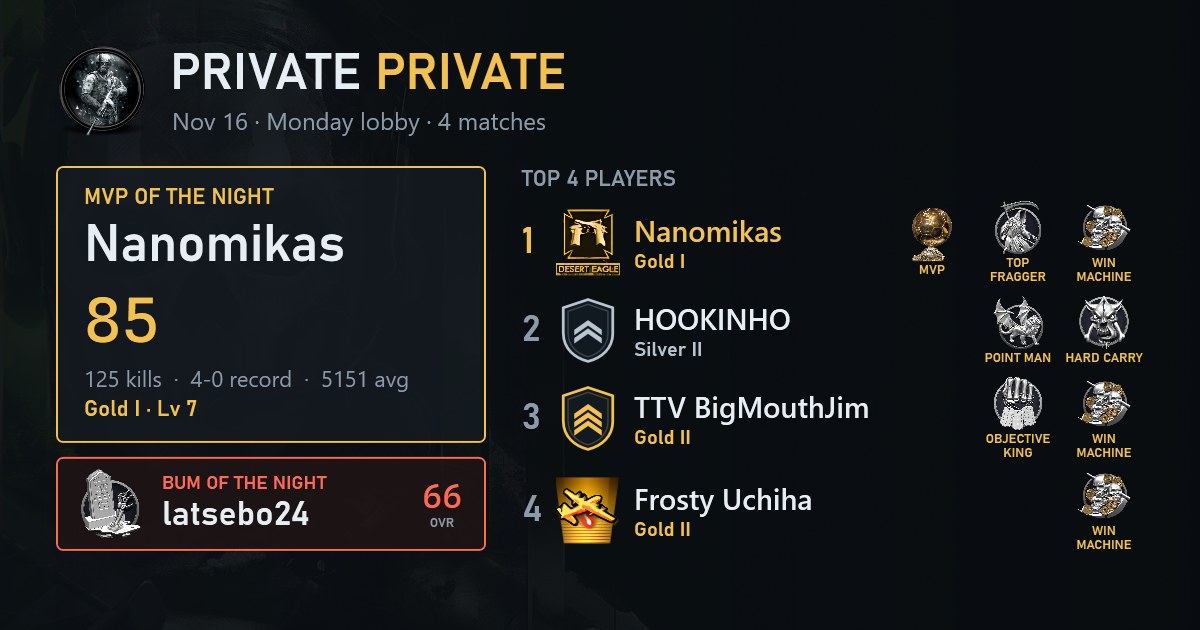 PRIVATE PRIVATE
Nov 16 · Monday lobby · 4 matches
MVP OF THE NIGHT
Nanomikas
85
125 kills · 4-0 record · 5151 avg
Gold I · Lv 7
BUM OF THE NIGHT
latsebo24
66
OVR
TOP 4 PLAYERS
1
DESERT EAGLE
Nanomikas
Gold I
MVP
TOP
FRAGGER
WIN
MACHINE
2
HOOKINHO
Silver II
POINT MAN
HARD CARRY
3
TTV BigMouthJim
Gold II
OBJECTIVE
KING
WIN
MACHINE
4
Frosty Uchiha
Gold II
WIN
MACHINE